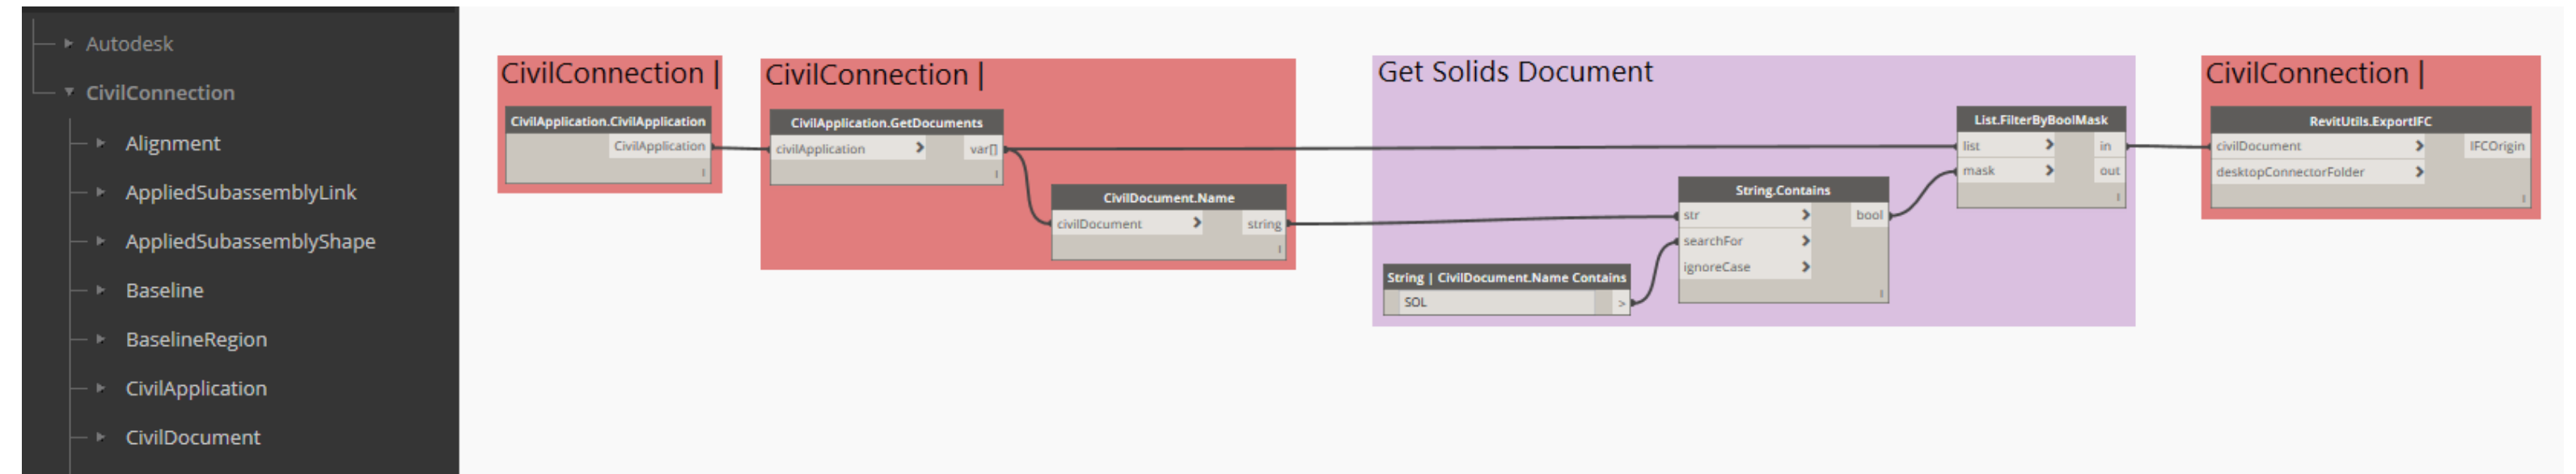 Autodesk
CivilConnection
Alignment
AppliedSubassemblyLink
AppliedSubassemblyShape
Baseline
BaselineRegion
CivilApplication
CivilDocument
CivilConnection |
CivilApplication.CivilApplication
CivilApplication
CivilConnection |
CivilApplication.GetDocuments
civilApplication > var[]
CivilDocument.Name
civilDocument > string
Get Solids Document
String | CivilDocument.Name Contains
SOL >
String.Contains
str > bool
searchFor >
ignoreCase >
List.FilterByBoolMask
list > in
mask > out
CivilConnection |
RevitUtils.ExportIFC
civilDocument > IFCOrigin
desktopConnectorFolder >